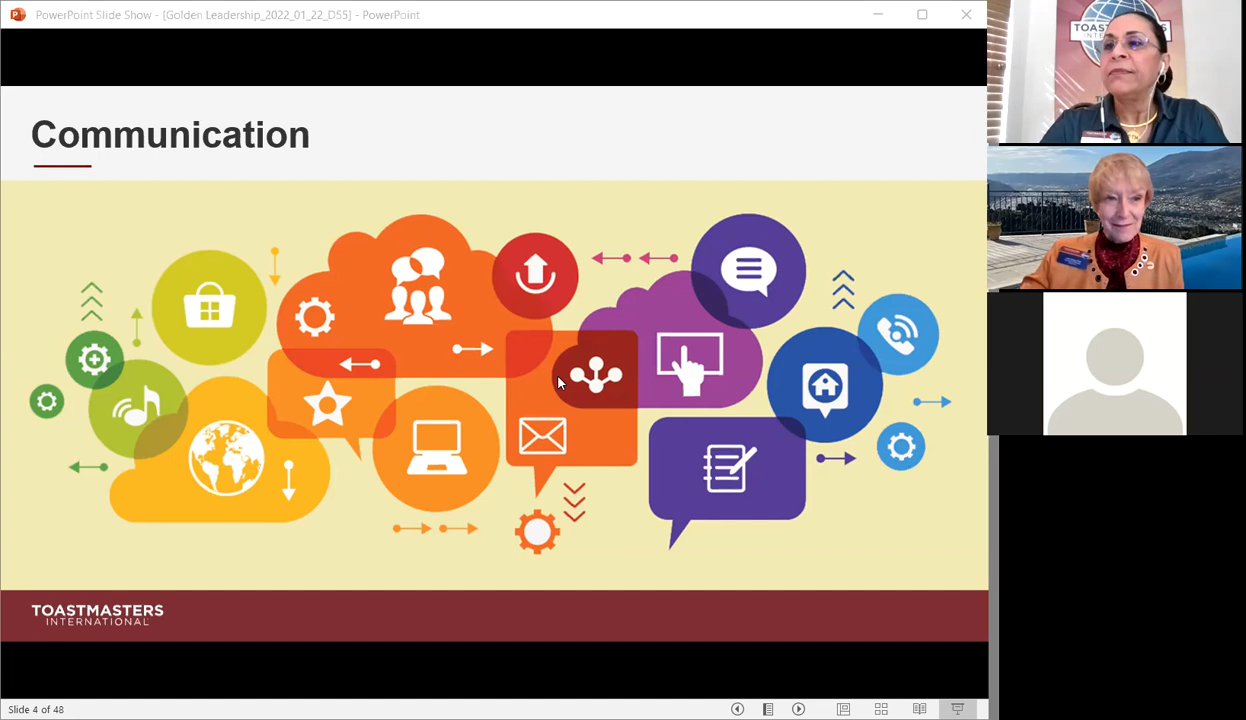 PowerPoint Slide Show - [Golden Leadership_2022_01_22_D55] - PowerPoint
Communication
TOASTMASTERS
INTERNATIONAL
Slide 4 of 48